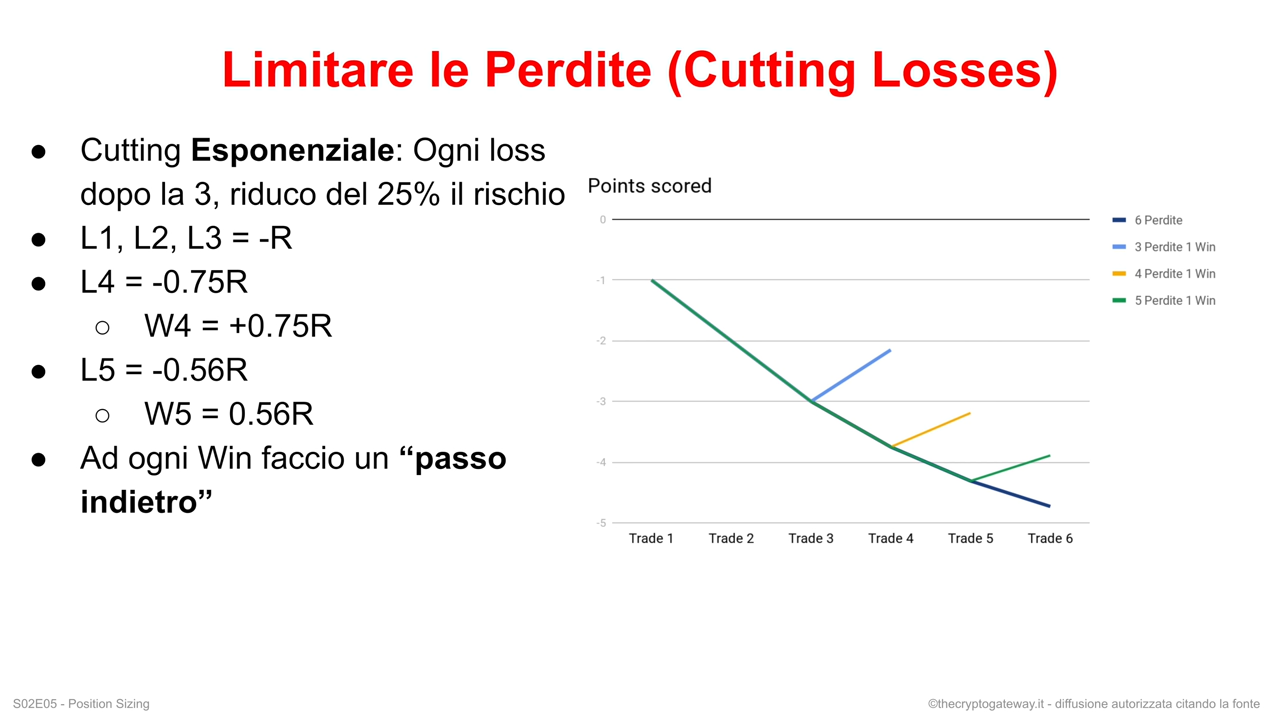 Limitare le Perdite (Cutting Losses)
● Cutting Esponenziale: Ogni loss
dopo la 3, riduco del 25% il rischio
● L1, L2, L3 = -R
● L4 = -0.75R
○ W4 = +0.75R
● L5 = -0.56R
○ W5 = 0.56R
● Ad ogni Win faccio un “passo
indietro”
Points scored
0
-1
-2
-3
-4
-5
Trade 1 Trade 2 Trade 3 Trade 4 Trade 5 Trade 6
6 Perdite
3 Perdite 1 Win
4 Perdite 1 Win
5 Perdite 1 Win
S02E05 - Position Sizing
©thecryptogateway.it - diffusione autorizzata citando la fonte